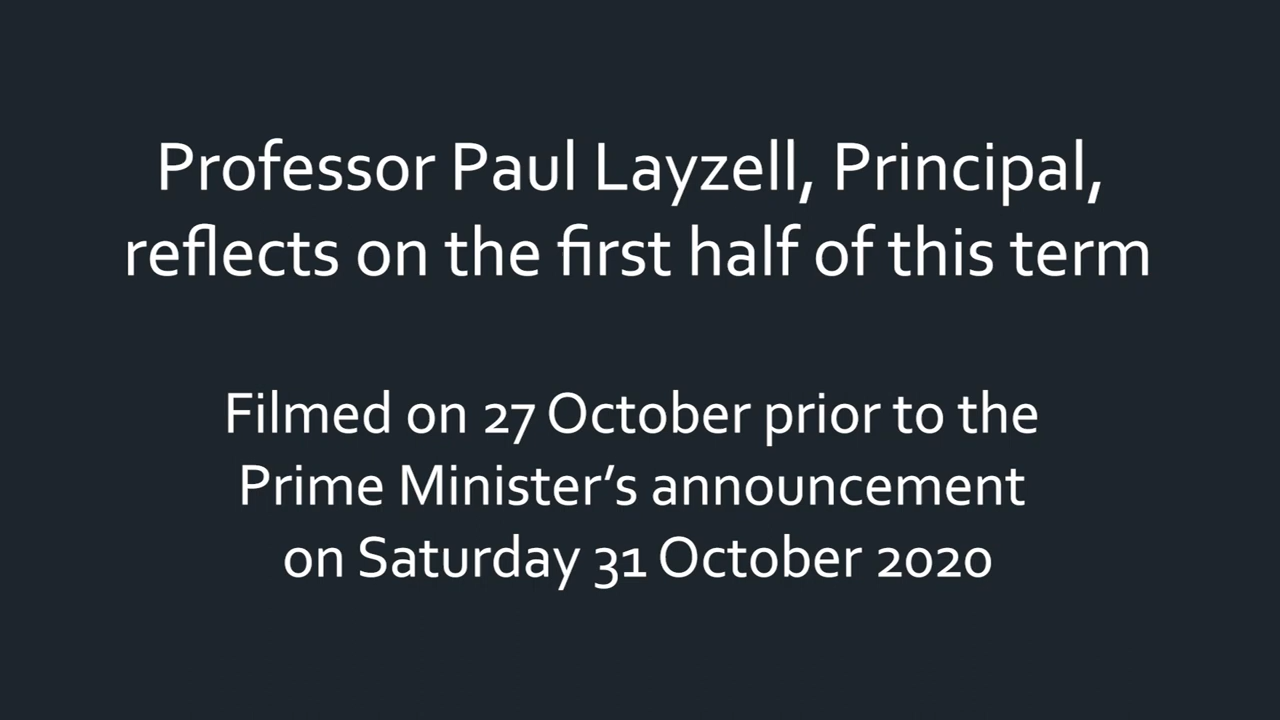 Professor Paul Layzell, Principal,
reflects on the first half of this term
Filmed on 27 October prior to the
Prime Minister’s announcement
on Saturday 31 October 2020